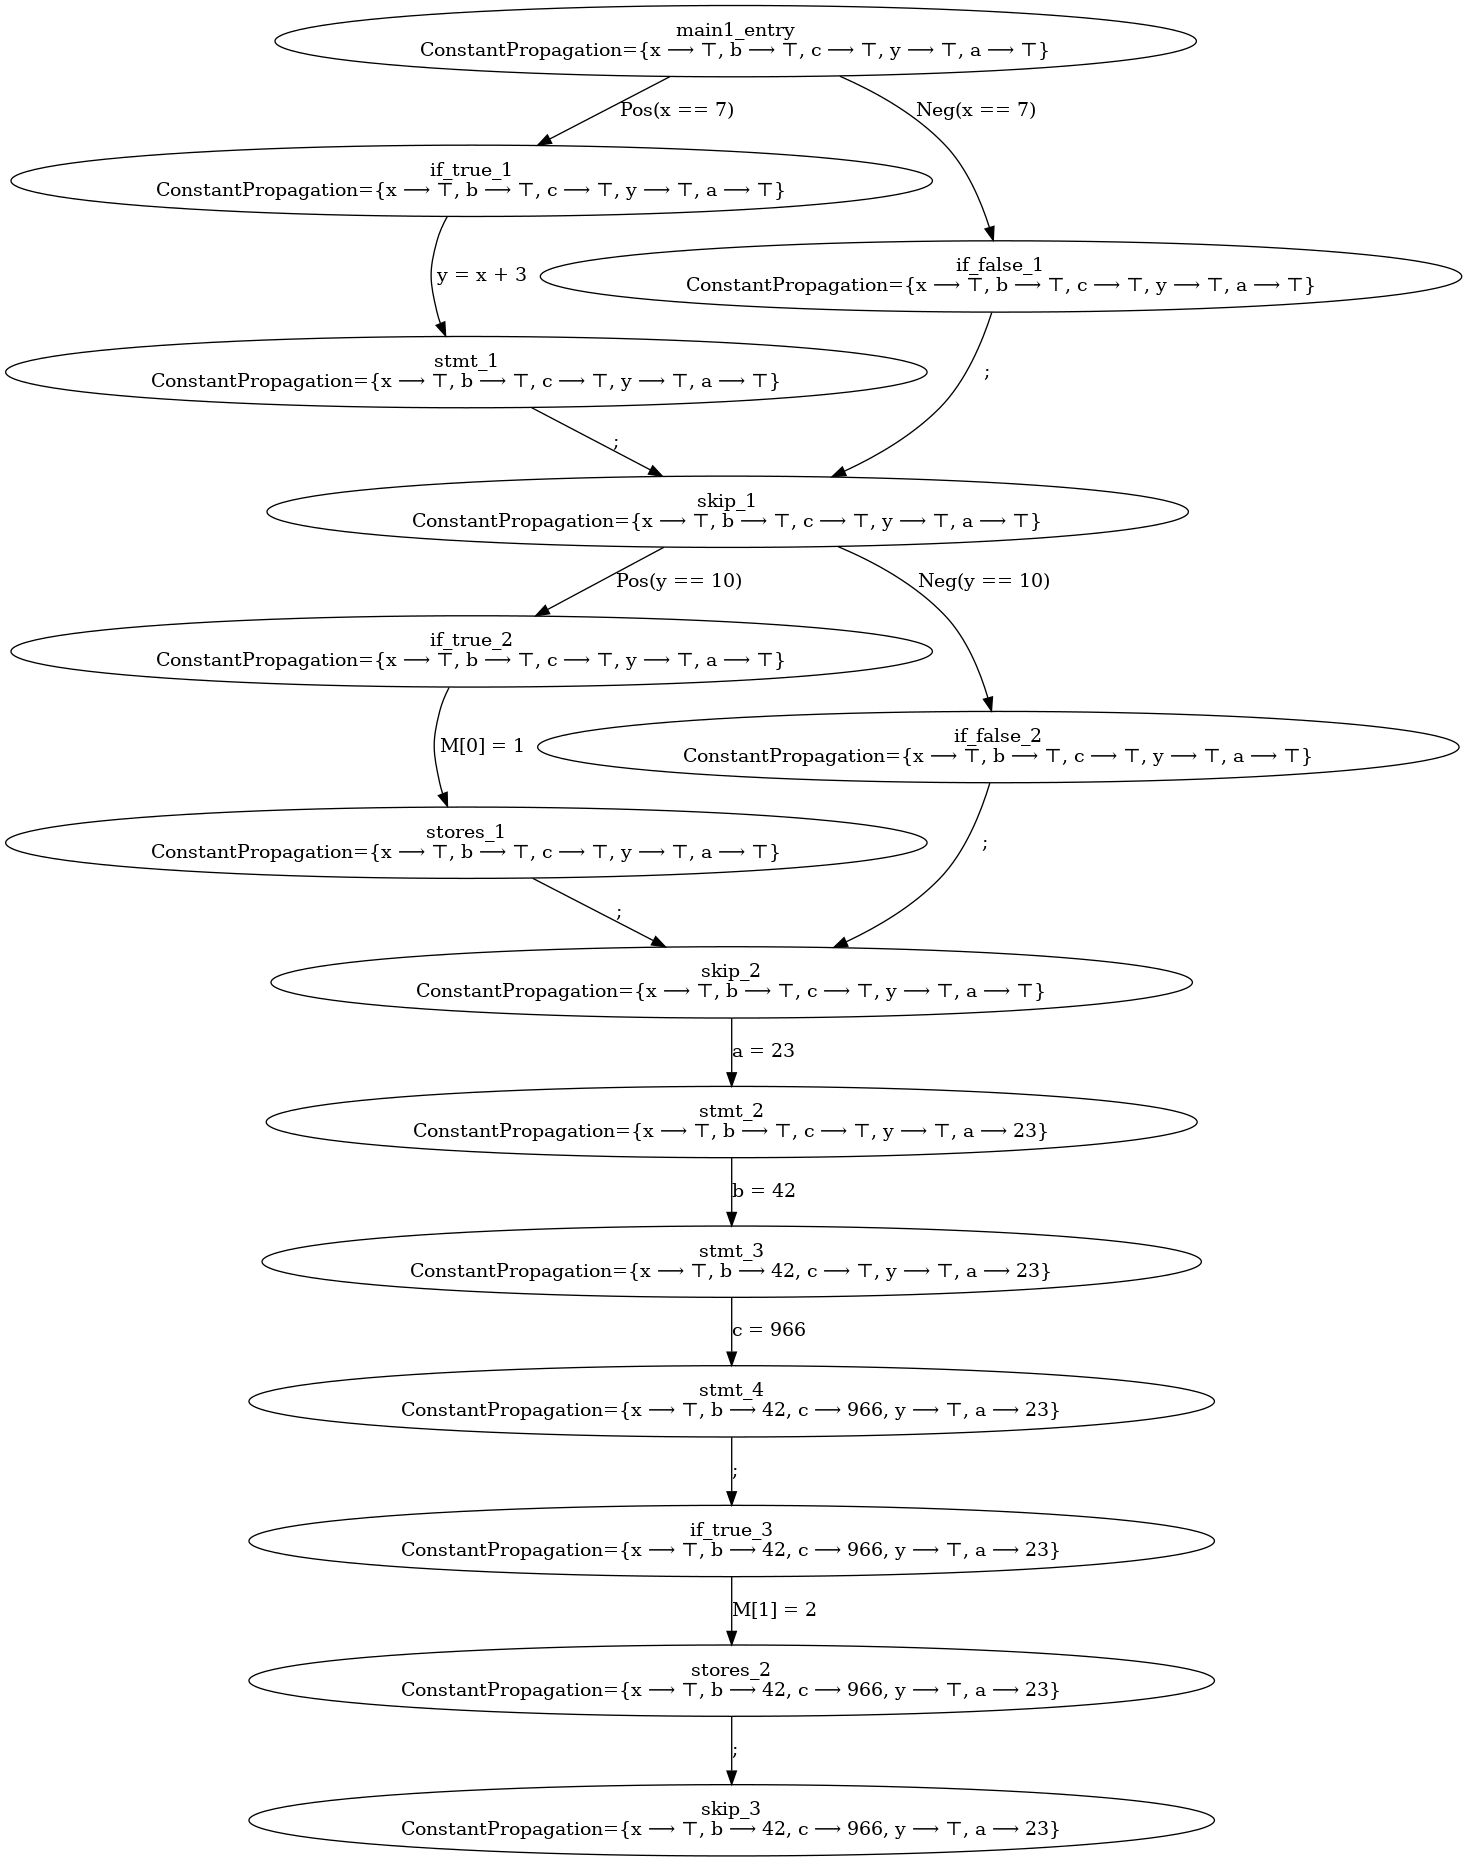 main1_entry
ConstantPropagation={x ⟶ ⊤, b ⟶ ⊤, c ⟶ ⊤, y ⟶ ⊤, a ⟶ ⊤}
Pos(x == 7)
Neg(x == 7)
if_true_1
ConstantPropagation={x ⟶ ⊤, b ⟶ ⊤, c ⟶ ⊤, y ⟶ ⊤, a ⟶ ⊤}
y = x + 3
if_false_1
ConstantPropagation={x ⟶ ⊤, b ⟶ ⊤, c ⟶ ⊤, y ⟶ ⊤, a ⟶ ⊤}
stmt_1
ConstantPropagation={x ⟶ ⊤, b ⟶ ⊤, c ⟶ ⊤, y ⟶ ⊤, a ⟶ ⊤}
;
;
skip_1
ConstantPropagation={x ⟶ ⊤, b ⟶ ⊤, c ⟶ ⊤, y ⟶ ⊤, a ⟶ ⊤}
Pos(y == 10)
Neg(y == 10)
if_true_2
ConstantPropagation={x ⟶ ⊤, b ⟶ ⊤, c ⟶ ⊤, y ⟶ ⊤, a ⟶ ⊤}
M[0] = 1
if_false_2
ConstantPropagation={x ⟶ ⊤, b ⟶ ⊤, c ⟶ ⊤, y ⟶ ⊤, a ⟶ ⊤}
stores_1
ConstantPropagation={x ⟶ ⊤, b ⟶ ⊤, c ⟶ ⊤, y ⟶ ⊤, a ⟶ ⊤}
;
;
skip_2
ConstantPropagation={x ⟶ ⊤, b ⟶ ⊤, c ⟶ ⊤, y ⟶ ⊤, a ⟶ ⊤}
a = 23
stmt_2
ConstantPropagation={x ⟶ ⊤, b ⟶ ⊤, c ⟶ ⊤, y ⟶ ⊤, a ⟶ 23}
b = 42
stmt_3
ConstantPropagation={x ⟶ ⊤, b ⟶ 42, c ⟶ ⊤, y ⟶ ⊤, a ⟶ 23}
c = 966
stmt_4
ConstantPropagation={x ⟶ ⊤, b ⟶ 42, c ⟶ 966, y ⟶ ⊤, a ⟶ 23}
;
if_true_3
ConstantPropagation={x ⟶ ⊤, b ⟶ 42, c ⟶ 966, y ⟶ ⊤, a ⟶ 23}
M[1] = 2
stores_2
ConstantPropagation={x ⟶ ⊤, b ⟶ 42, c ⟶ 966, y ⟶ ⊤, a ⟶ 23}
;
skip_3
ConstantPropagation={x ⟶ ⊤, b ⟶ 42, c ⟶ 966, y ⟶ ⊤, a ⟶ 23}